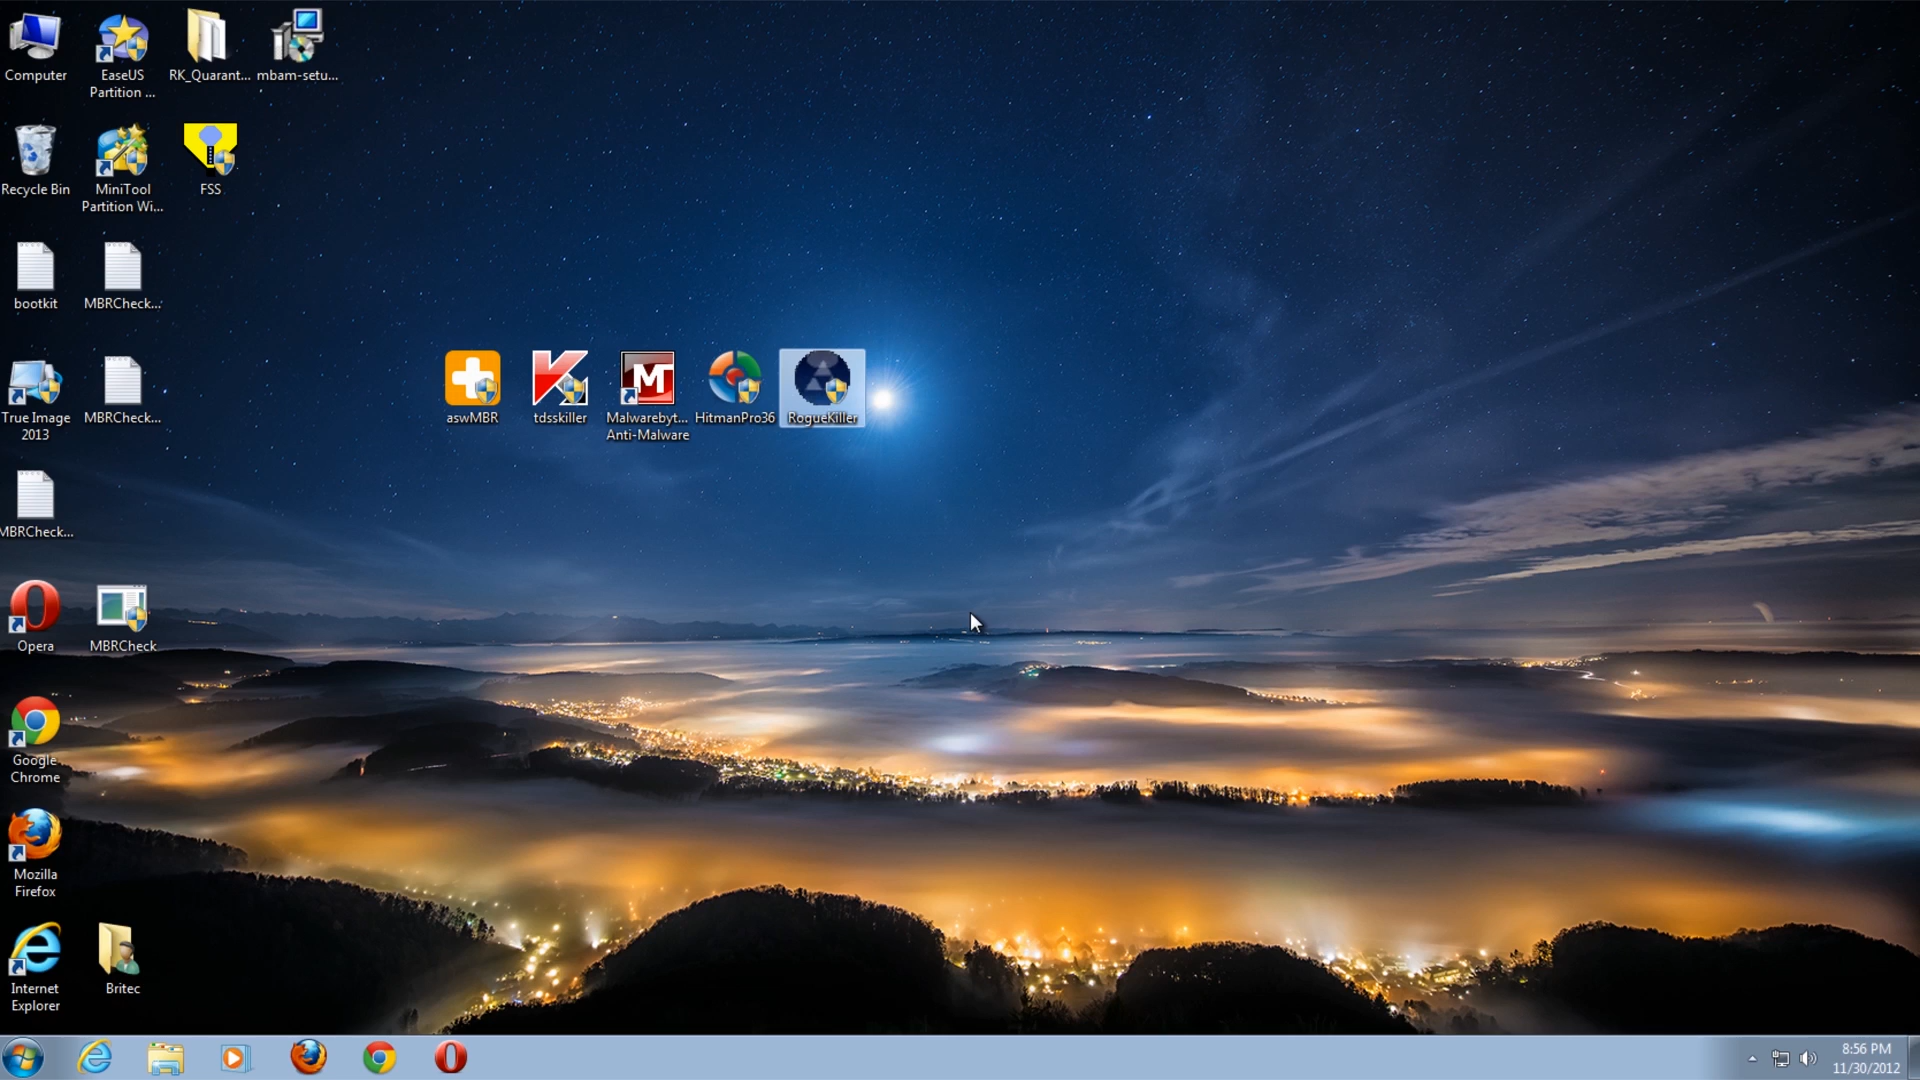 Computer
EaseUS
Partition ...
RK_Quarant...
mbam-setu...
Recycle Bin
MiniTool
Partition Wi...
FSS
bootkit
MBRCheck...
True Image
2013
MBRCheck...
aswMBR
tdsskiller
Malwarebyt...
Anti-Malware
HitmanPro36
RogueKiller
MBRCheck...
Opera
MBRCheck
Google
Chrome
Mozilla
Firefox
Internet
Explorer
Britec
8:56 PM
11/30/2012